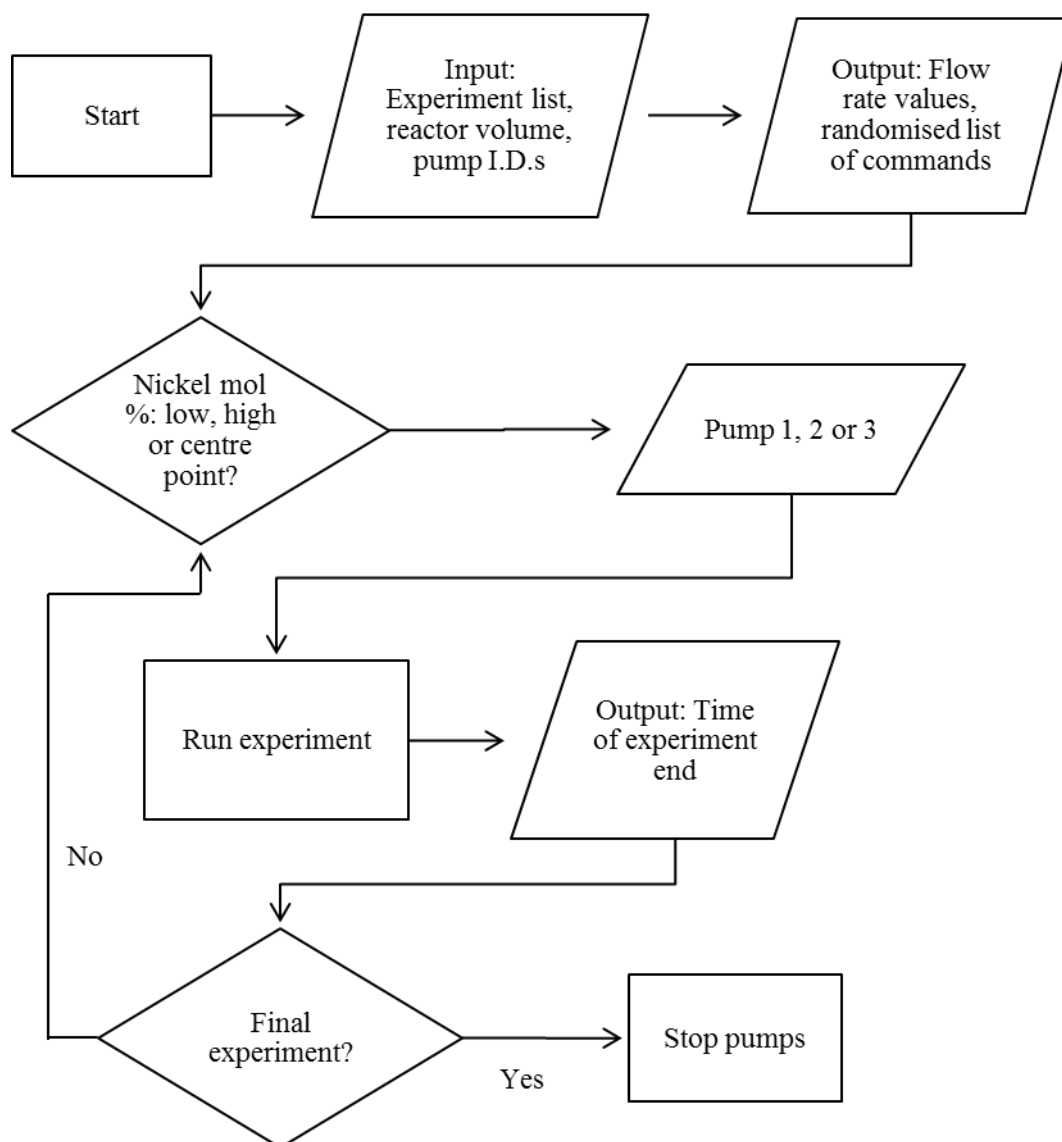 Start
Input:
Experiment list,
reactor volume,
pump I.D.s
Output: Flow
rate values,
randomised list
of commands
Nickel mol
%: low, high
or centre
point?
Pump 1, 2 or 3
Run experiment
Output: Time
of experiment
end
No
Final
experiment?
Yes
Stop pumps